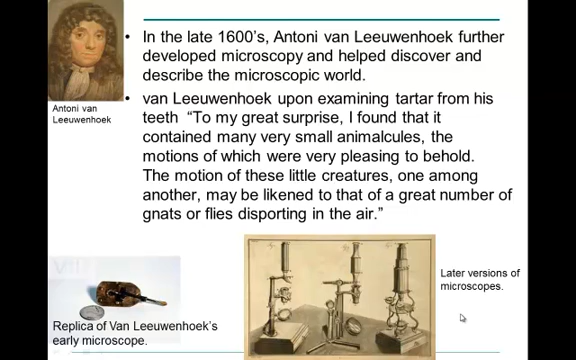 • In the late 1600's, Antoni van Leeuwenhoek further
developed microscopy and helped discover and
describe the microscopic world.
Antoni van
Leeuwenhoek
• van Leeuwenhoek upon examining tartar from his
teeth “To my great surprise, I found that it
contained many very small animalcules, the
motions of which were very pleasing to behold.
The motion of these little creatures, one among
another, may be likened to that of a great number of
gnats or flies disporting in the air.”
Later versions of
microscopes.
Replica of Van Leeuwenhoek's
early microscope.